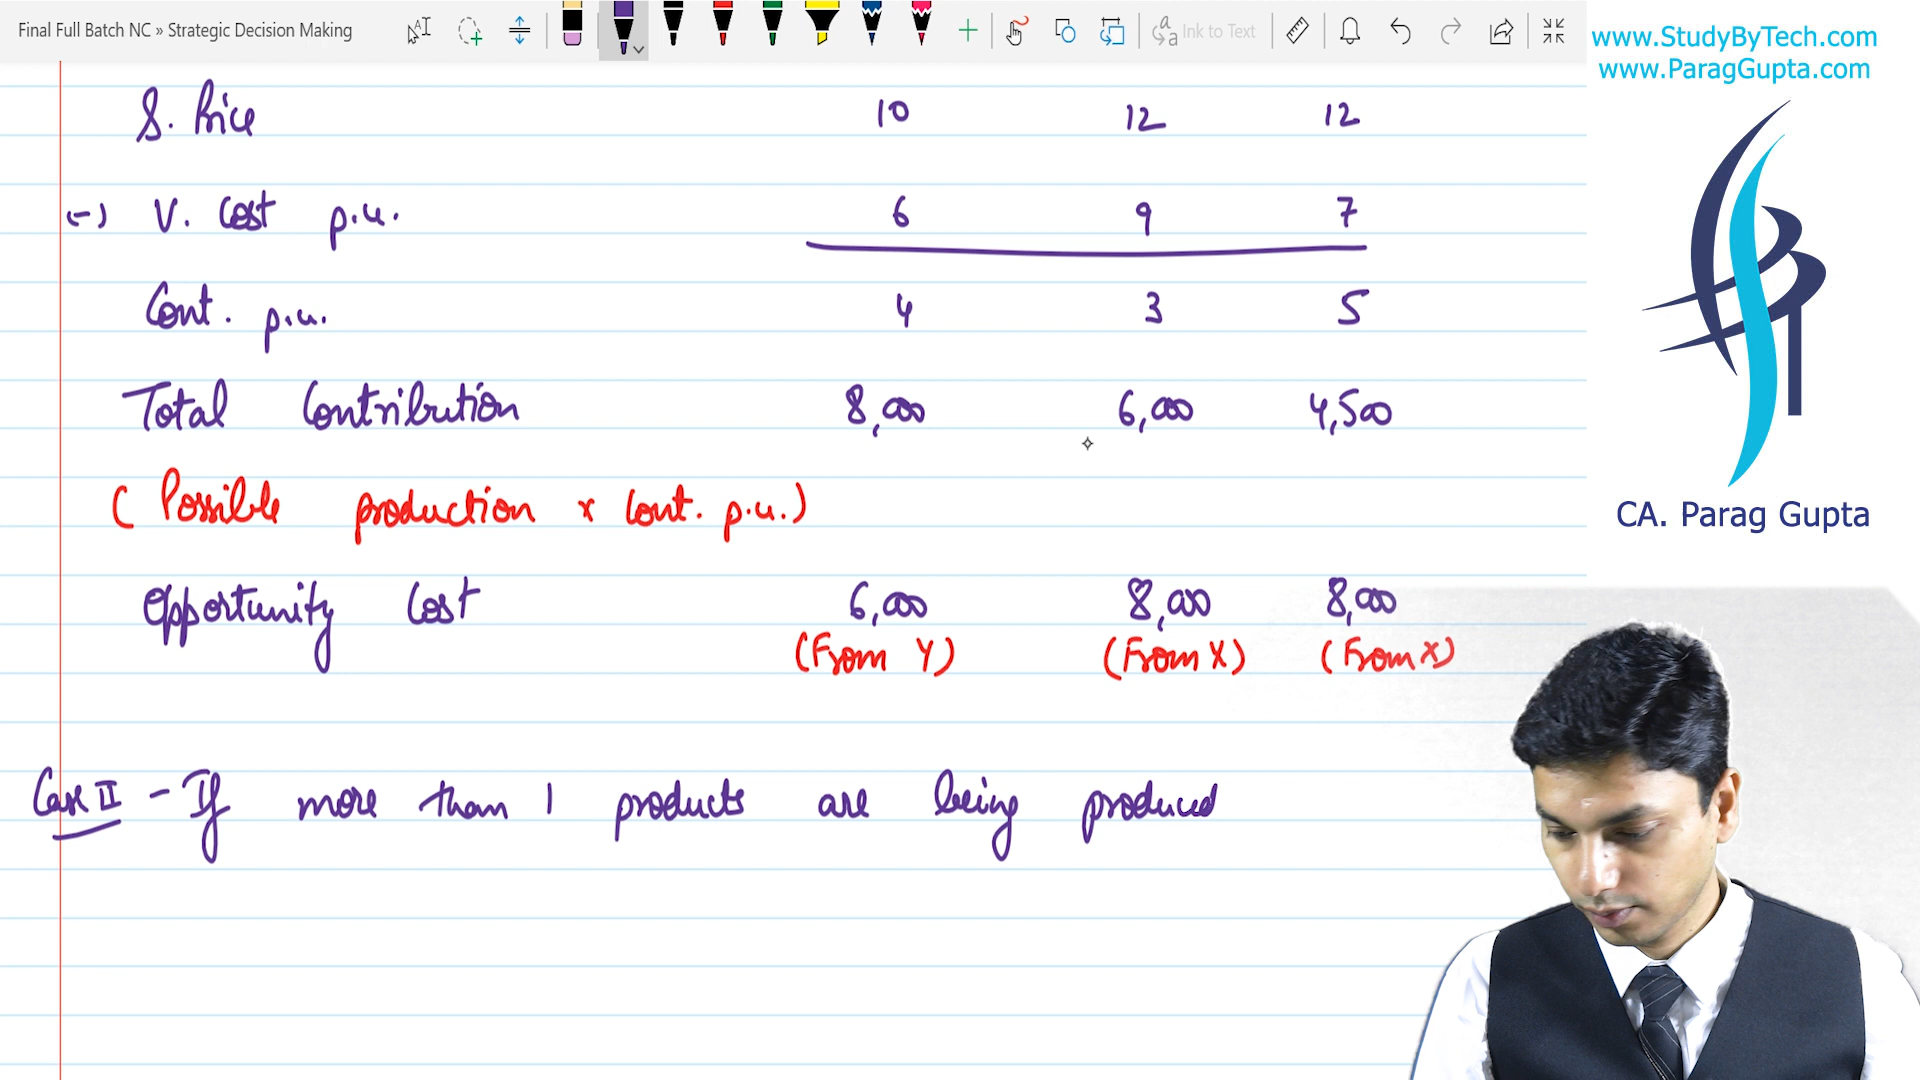 Final Full Batch NC » Strategic Decision Making
Ink to Text
www.StudyByTech.com
www.ParagGupta.com
S. Price 10 12 12
(-) V. Cost p.u. 6 9 7
Cont. p.u. 4 3 5
Total Contribution 8,000 6,000 4,500
(Possible production x Cont. p.u.)
CA. Parag Gupta
Opportunity Cost 6,000 8,000 8,000
(From Y) (From X) (From X)
Case II - If more than 1 products are being produced